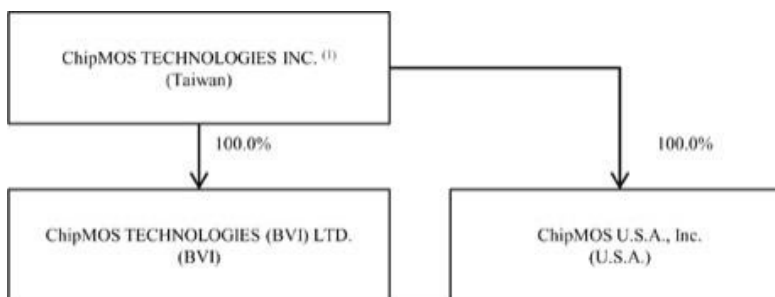 ChipMOS TECHNOLOGIES INC. (1)
(Taiwan)
100.0%
100.0%
ChipMOS TECHNOLOGIES (BVI) LTD.
(BVI)
ChipMOS U.S.A., Inc.
(U.S.A.)